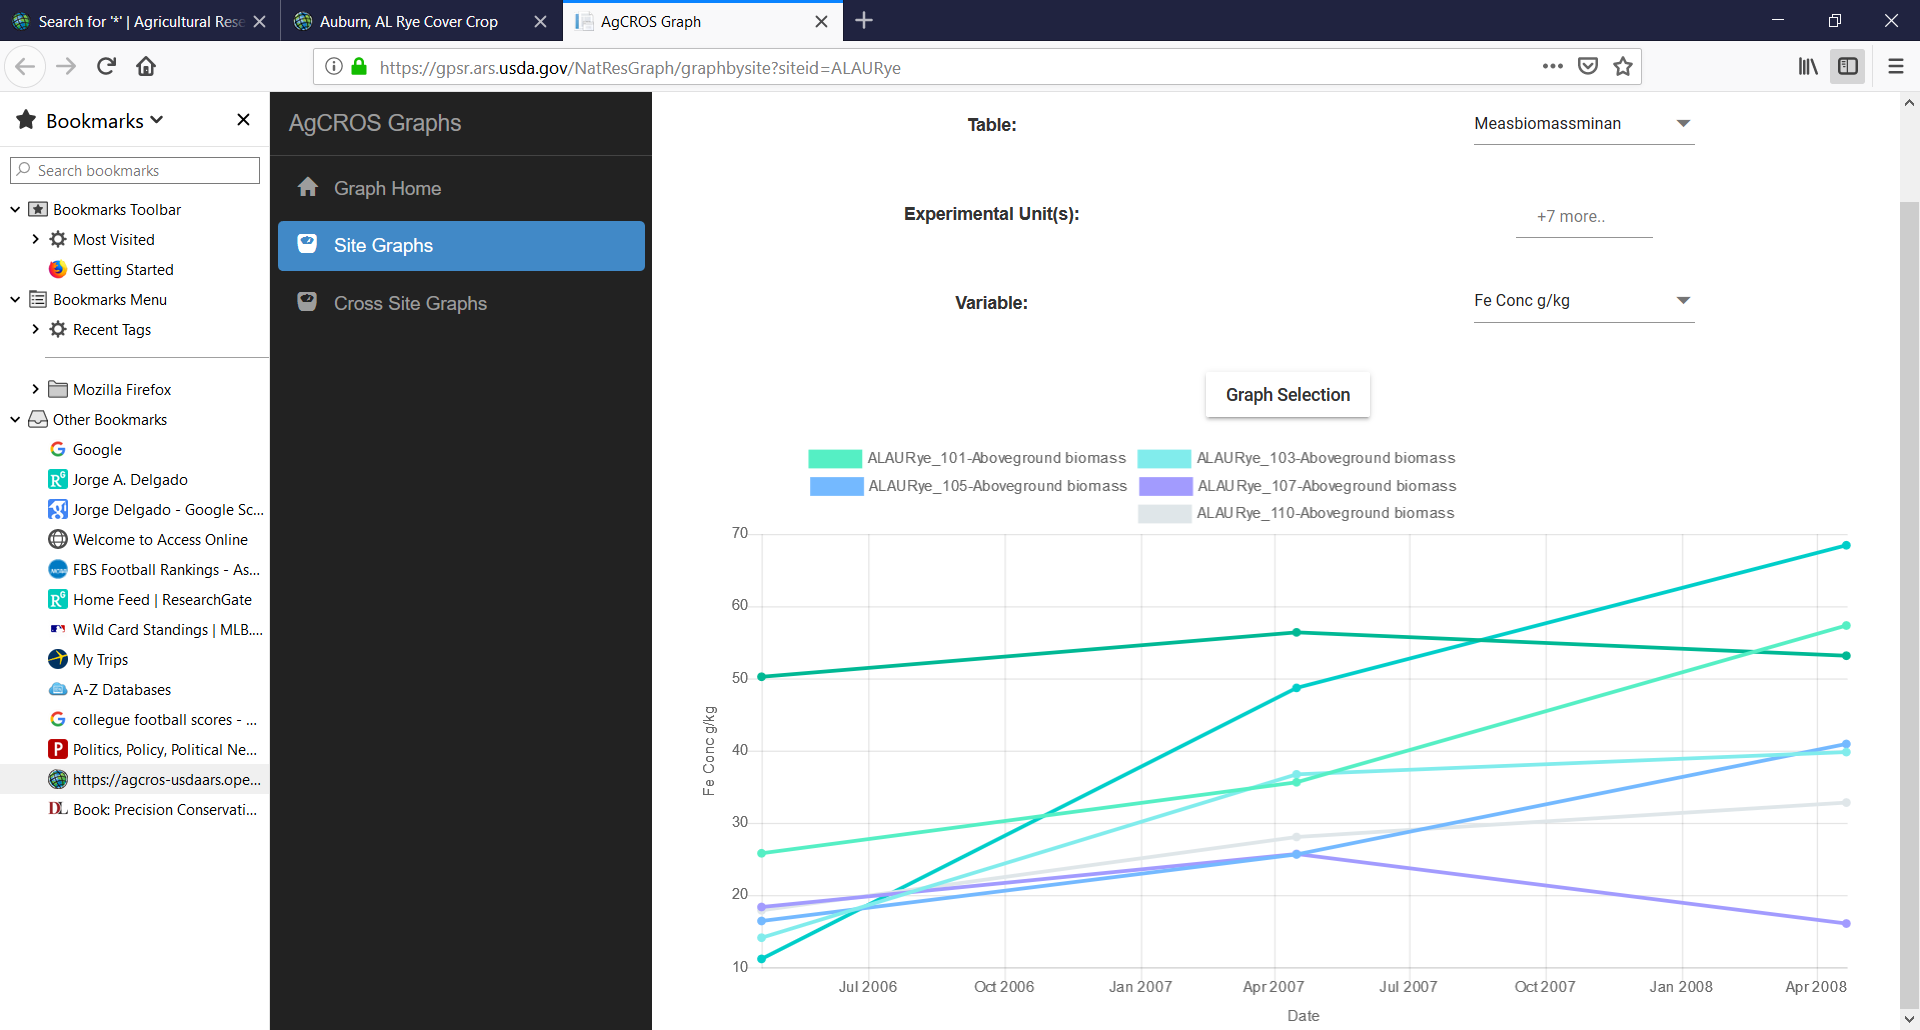 Search for '*' | Agricultural Rese
Auburn, AL Rye Cover Crop
AgCROS Graph
https://gpsr.ars.usda.gov/NatResGraph/graphbysite?siteid=ALAURye
Bookmarks
Search bookmarks
Bookmarks Toolbar
Most Visited
Getting Started
Bookmarks Menu
Recent Tags
Mozilla Firefox
Other Bookmarks
Google
Jorge A. Delgado
Jorge Delgado - Google Sc...
Welcome to Access Online
FBS Football Rankings - As...
Home Feed | ResearchGate
Wild Card Standings | MLB....
My Trips
A-Z Databases
collegue football scores - ...
Politics, Policy, Political Ne...
https://agcros-usdaars.ope...
Book: Precision Conservati...
AgCROS Graphs
Graph Home
Site Graphs
Cross Site Graphs
Table:
Measbiomassminan
Experimental Unit(s):
+7 more..
Variable:
Fe Conc g/kg
Graph Selection
ALAURye_101-Aboveground biomass
ALAURye_103-Aboveground biomass
ALAURye_105-Aboveground biomass
ALAURye_107-Aboveground biomass
ALAURye_110-Aboveground biomass
70
60
50
40
30
20
10
Fe Conc g/kg
Jul 2006
Oct 2006
Jan 2007
Apr 2007
Jul 2007
Oct 2007
Jan 2008
Apr 2008
Date